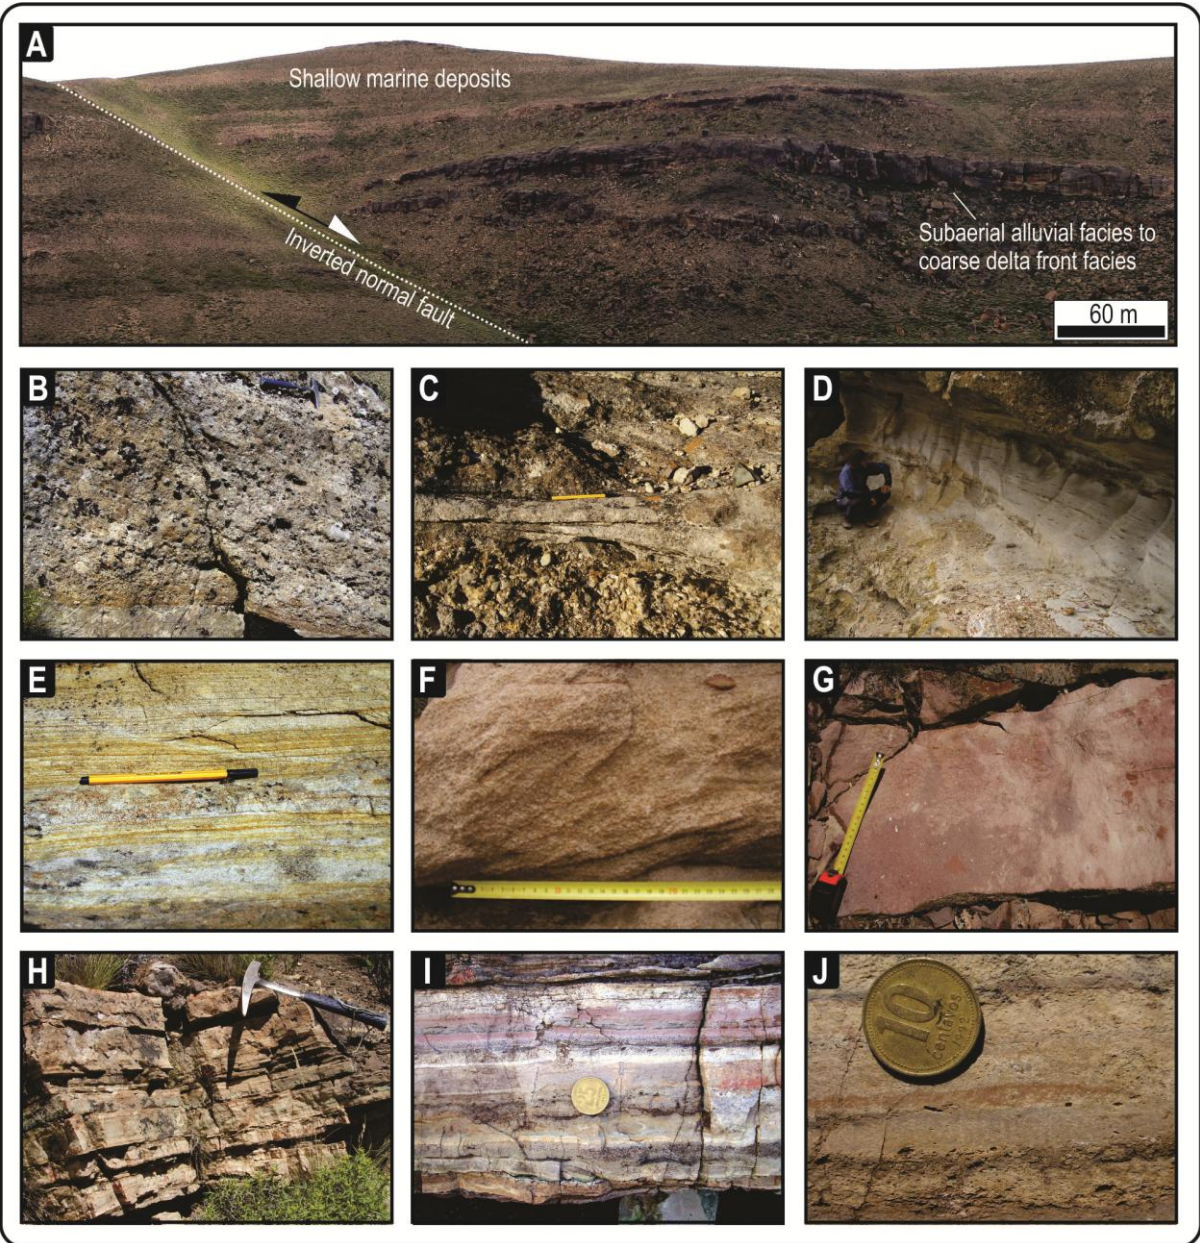 A
Shallow marine deposits
Inverted normal fault
Subaerial alluvial facies to
coarse delta front facies
60 m
B
C
D
E
F
G
H
I
J
10
centavos